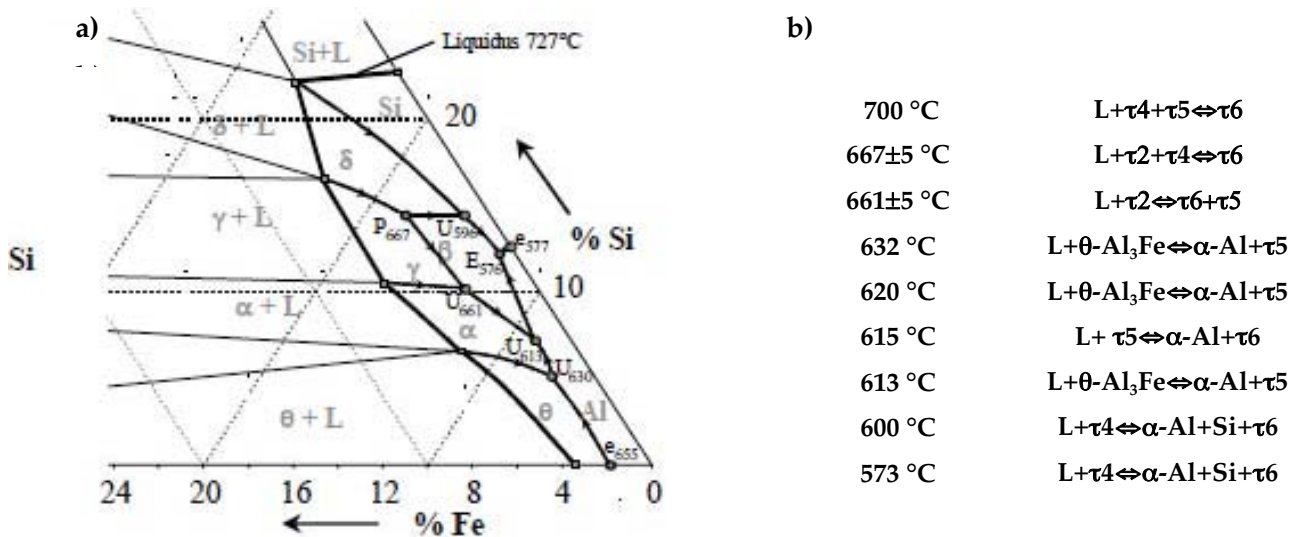 a)
Si+L
Liquidus 727°C
Si
20
δ + L
δ
γ + L
P667
U596
e577
% Si
β
E576
Si
γ
10
α + L
U661
α
U613
U630
θ + L
θ
Al
e655
24 20 16 12 8 4 0
% Fe
b)
700 °C L+τ4+τ5⇔τ6
667±5 °C L+τ2+τ4⇔τ6
661±5 °C L+τ2⇔τ6+τ5
632 °C L+θ-Al₃Fe⇔α-Al+τ5
620 °C L+θ-Al₃Fe⇔α-Al+τ5
615 °C L+ τ5⇔α-Al+τ6
613 °C L+θ-Al₃Fe⇔α-Al+τ5
600 °C L+τ4⇔α-Al+Si+τ6
573 °C L+τ4⇔α-Al+Si+τ6